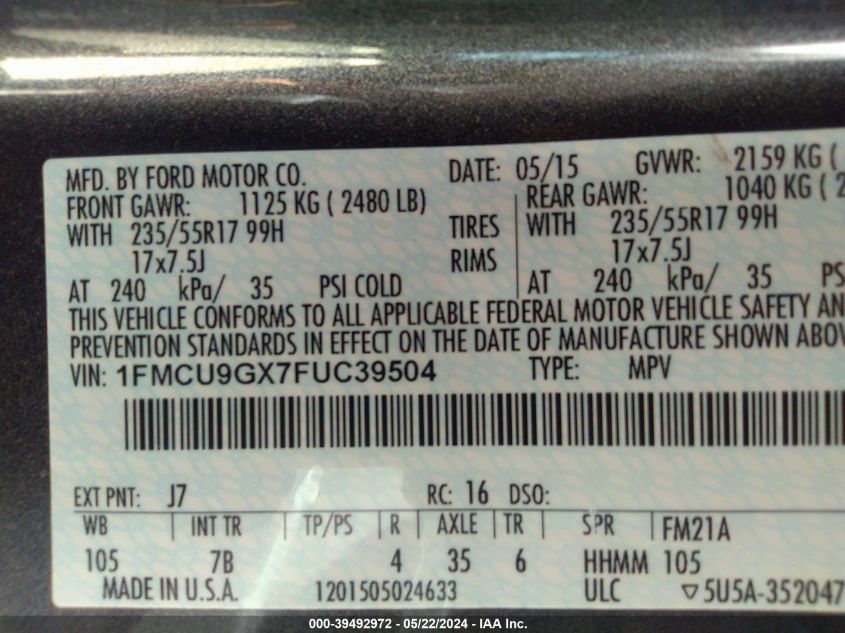 MFD. BY FORD MOTOR CO. DATE: 05/15 GVWR: 2159 KG (
FRONT GAWR: 1125 KG ( 2480 LB) REAR GAWR: 1040 KG ( 2
WITH 235/55R17 99H TIRES WITH 235/55R17 99H
17x7.5J RIMS 17x7.5J
AT 240 kPa/ 35 PSI COLD AT 240 kPa/ 35 PS
THIS VEHICLE CONFORMS TO ALL APPLICABLE FEDERAL MOTOR VEHICLE SAFETY AN
PREVENTION STANDARDS IN EFFECT ON THE DATE OF MANUFACTURE SHOWN ABOV
VIN: 1FMCU9GX7FUC39504 TYPE: MPV
EXT PNT: J7 RC: 16 DSO:
WB INT TR TP/PS R AXLE TR SPR FM21A
105 7B 4 35 6 HHMM 105
MADE IN U.S.A. 1201505024633 ULC ▽5U5A-352047
000-39492972 - 05/22/2024 - IAA Inc.